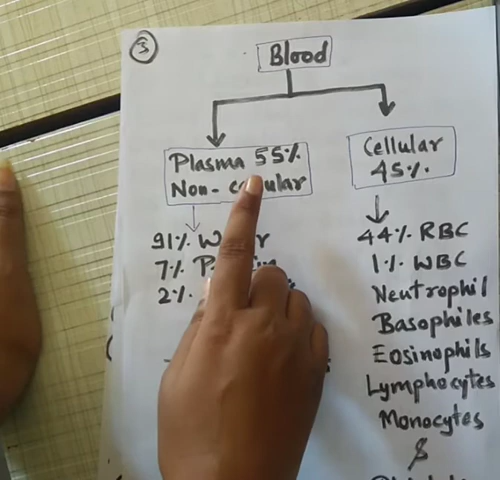 3
Blood
Plasma 55%
Non-
Cellular
45%.
91%
7%
2%.
44% RBC
1% WBC
Neutrophil
Basophiles
Eosinophils
Lymphocytes
Monocytes
&